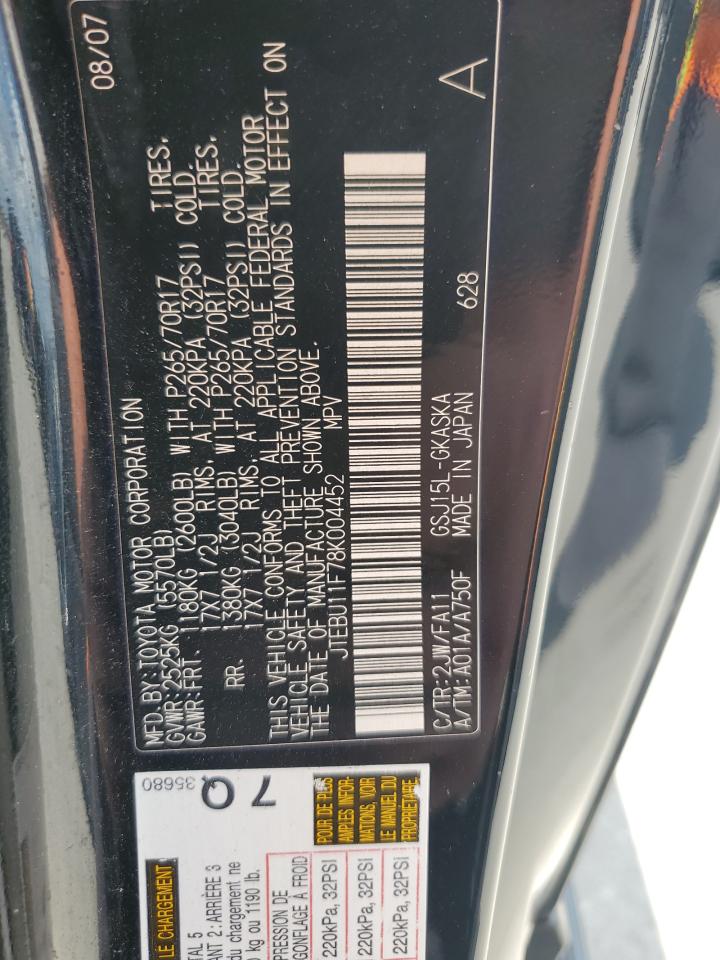 MFD.BY:TOYOTA MOTOR CORPORATION 08/07
GVWR:2525KG (5570LB)
GAWR:FRT. 1180KG (2600LB) WITH P265/70R17 TIRES.
17X7 1/2J RIMS. AT 220KPA (32PSI) COLD.
RR. 1380KG (3040LB) WITH P265/70R17 TIRES.
17X7 1/2J RIMS. AT 220KPA (32PSI) COLD.
THIS VEHICLE CONFORMS TO ALL APPLICABLE FEDERAL MOTOR
VEHICLE SAFETY AND THEFT PREVENTION STANDARDS IN EFFECT ON
THE DATE OF MANUFACTURE SHOWN ABOVE.
JTEBU11F78K004452 MPV
C/TR:2JW/FA11 GSJ15L-GKASKA
A/TM:A01A/A750F MADE IN JAPAN 628 A
35680
7Q
LE CHARGEMENT
TAL 5
ANT 2 : ARRIÈRE 3
du chargement ne
kg ou 1190 lb.
PRESSION DE
GONFLAGE À FROID
220kPa, 32PSI
220kPa, 32PSI
220kPa, 32PSI
POUR DE PLUS
AMPLES INFOR-
MATIONS, VOIR
LE MANUEL DU
PROPRIÉTAIRE.